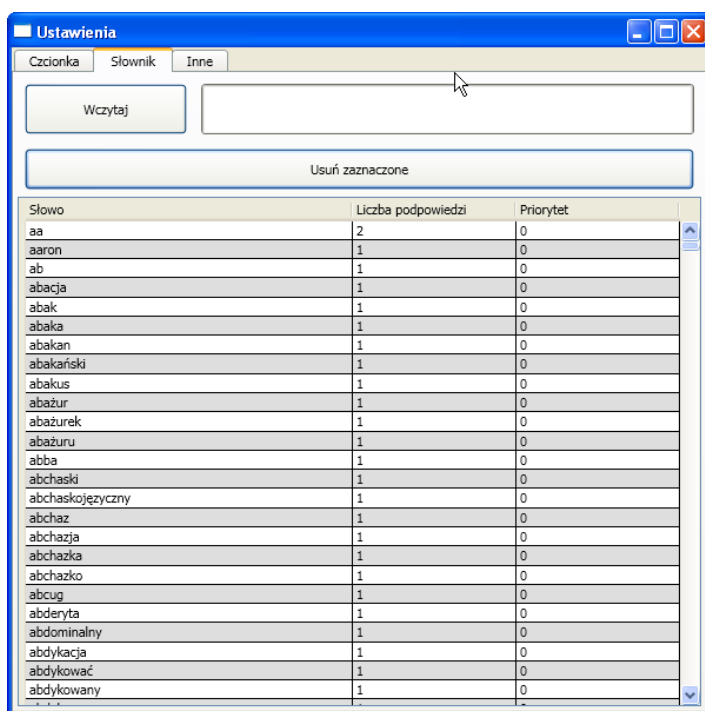 Ustawienia
Czcionka Słownik Inne
Wczytaj
Usuń zaznaczone
Słowo Liczba podpowiedzi Priorytet
aa 2 0
aaron 1 0
ab 1 0
abacja 1 0
abak 1 0
abaka 1 0
abakan 1 0
abakański 1 0
abakus 1 0
abażur 1 0
abażurek 1 0
abażuru 1 0
abba 1 0
abchaski 1 0
abchaskojęzyczny 1 0
abchaz 1 0
abchazja 1 0
abchazka 1 0
abchazko 1 0
abcug 1 0
abderyta 1 0
abdominalny 1 0
abdykacja 1 0
abdykować 1 0
abdykowany 1 0